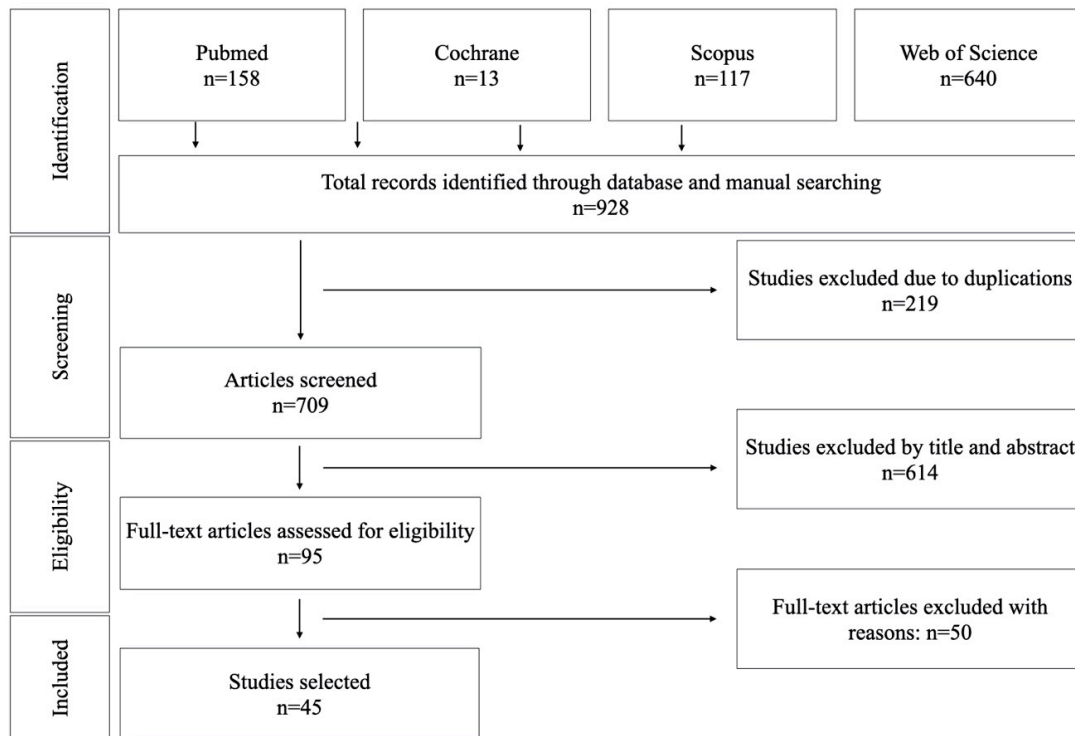 Identification
Pubmed
n=158
Cochrane
n=13
Scopus
n=117
Web of Science
n=640
Total records identified through database and manual searching
n=928
Screening
Studies excluded due to duplications
n=219
Articles screened
n=709
Studies excluded by title and abstract
n=614
Eligibility
Full-text articles assessed for eligibility
n=95
Full-text articles excluded with
reasons: n=50
Included
Studies selected
n=45